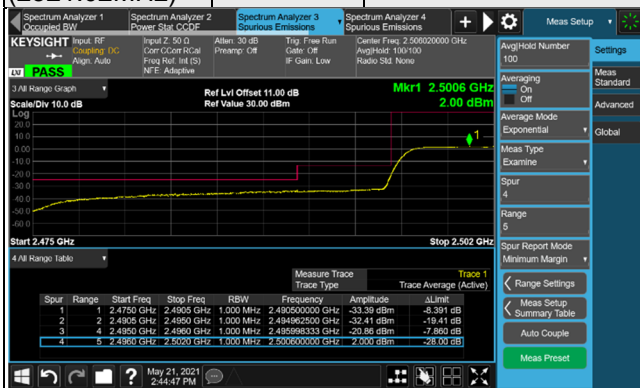 (2521.02MHz)
Spectrum Analyzer 1
Occupied BW
Spectrum Analyzer 2
Power Stat CCDF
Spectrum Analyzer 3
Spurious Emissions
Spectrum Analyzer 4
Spurious Emissions
Meas Setup
KEYSIGHT
Input: RF
Coupling: DC
Align: Auto
Input Z: 50 Ω
Corr CCorr RCal
Freq Ref: Int (S)
NFE: Adaptive
Atten: 30 dB
Preamp: Off
Trig: Free Run
Gate: Off
IF Gain: Low
Center Freq: 2.506020000 GHz
Avg|Hold: 100/100
Radio Std: None
LXI
PASS
3 All Range Graph
Scale/Div 10.0 dB
Ref Lvl Offset 11.00 dB
Ref Value 30.00 dBm
Mkr1 2.5006 GHz
2.00 dBm
Log
20.0
10.0
0.00
-10.0
-20.0
-30.0
-40.0
-50.0
-60.0
1
Start 2.475 GHz
Stop 2.502 GHz
4 All Range Table
Measure Trace Trace 1
Trace Type Trace Average (Active)
Spur Range Start Freq Stop Freq RBW Frequency Amplitude ΔLimit
1 1 2.4750 GHz 2.4905 GHz 1.000 MHz 2.490500000 GHz -33.39 dBm -8.391 dB
2 2 2.4905 GHz 2.4950 GHz 1.000 MHz 2.494962500 GHz -32.41 dBm -19.41 dB
3 4 2.4950 GHz 2.4960 GHz 1.000 MHz 2.495998333 GHz -20.86 dBm -7.860 dB
4 5 2.4960 GHz 2.5020 GHz 1.000 MHz 2.500600000 GHz 2.000 dBm -28.00 dB
Avg|Hold Number
100
Averaging
On
Off
Average Mode
Exponential
Meas Type
Examine
Spur
4
Range
5
Spur Report Mode
Minimum Margin
Range Settings
Meas Setup
Summary Table
Auto Couple
Meas Preset
Settings
Meas
Standard
Advanced
Global
May 21, 2021
2:44:47 PM